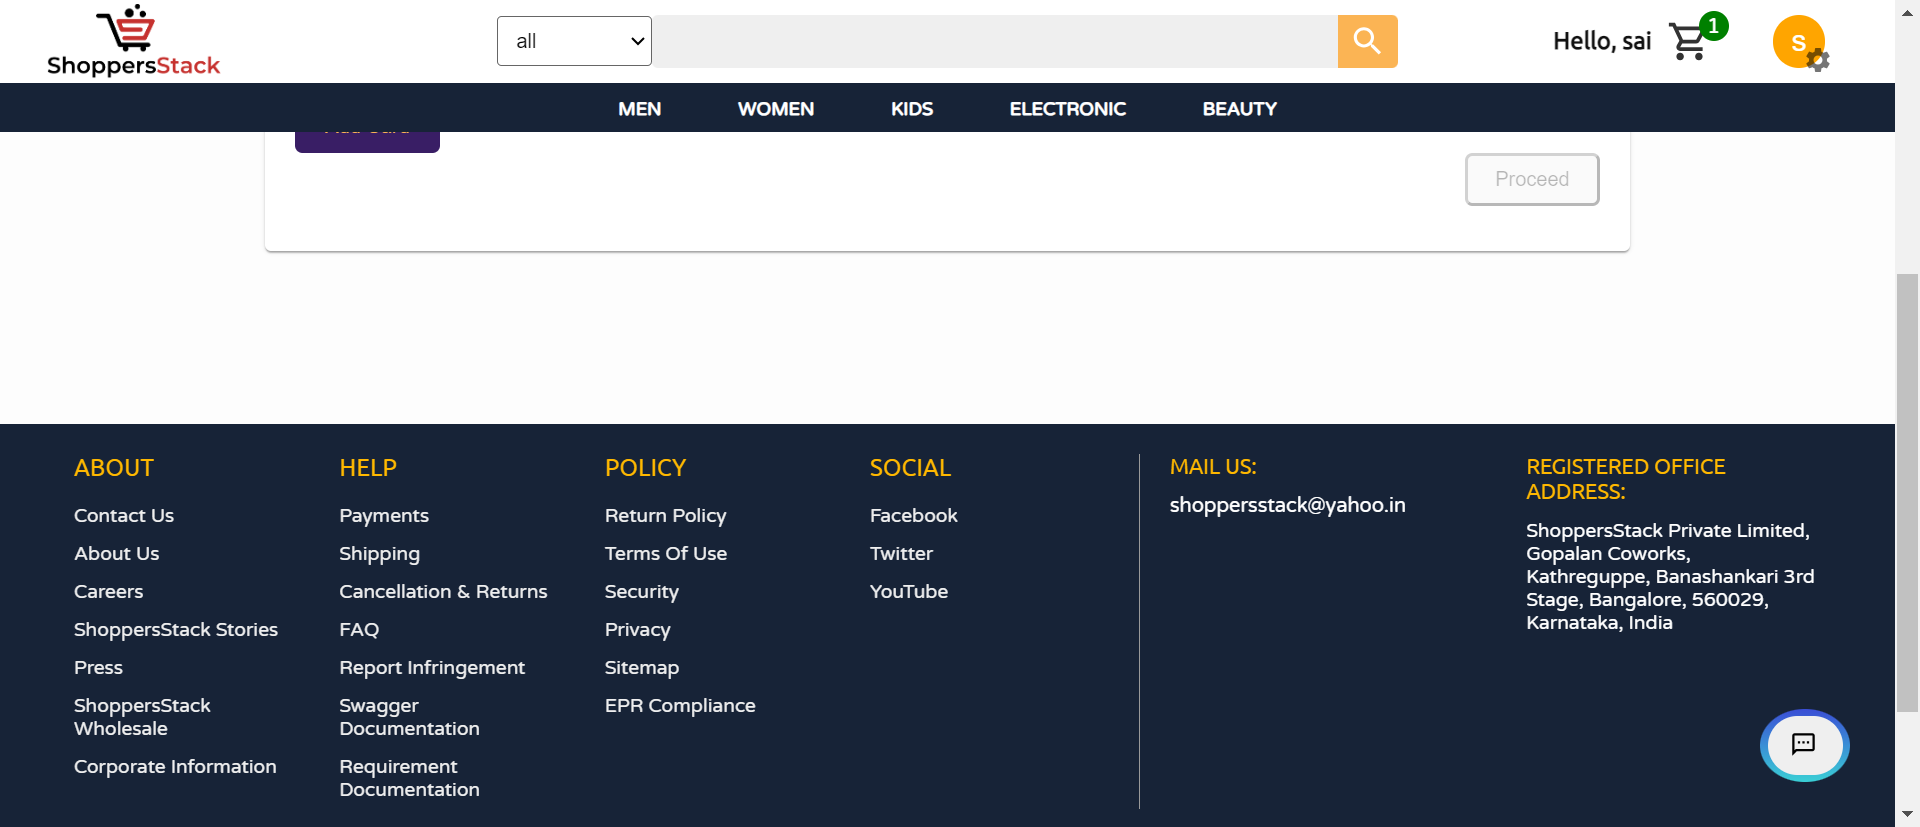 ShoppersStack
all
Hello, sai
1
S
MEN WOMEN KIDS ELECTRONIC BEAUTY
Proceed
ABOUT
Contact Us
About Us
Careers
ShoppersStack Stories
Press
ShoppersStack
Wholesale
Corporate Information
HELP
Payments
Shipping
Cancellation & Returns
FAQ
Report Infringement
Swagger
Documentation
Requirement
Documentation
POLICY
Return Policy
Terms Of Use
Security
Privacy
Sitemap
EPR Compliance
SOCIAL
Facebook
Twitter
YouTube
MAIL US:
shoppersstack@yahoo.in
REGISTERED OFFICE
ADDRESS:
ShoppersStack Private Limited,
Gopalan Coworks,
Kathreguppe, Banashankari 3rd
Stage, Bangalore, 560029,
Karnataka, India